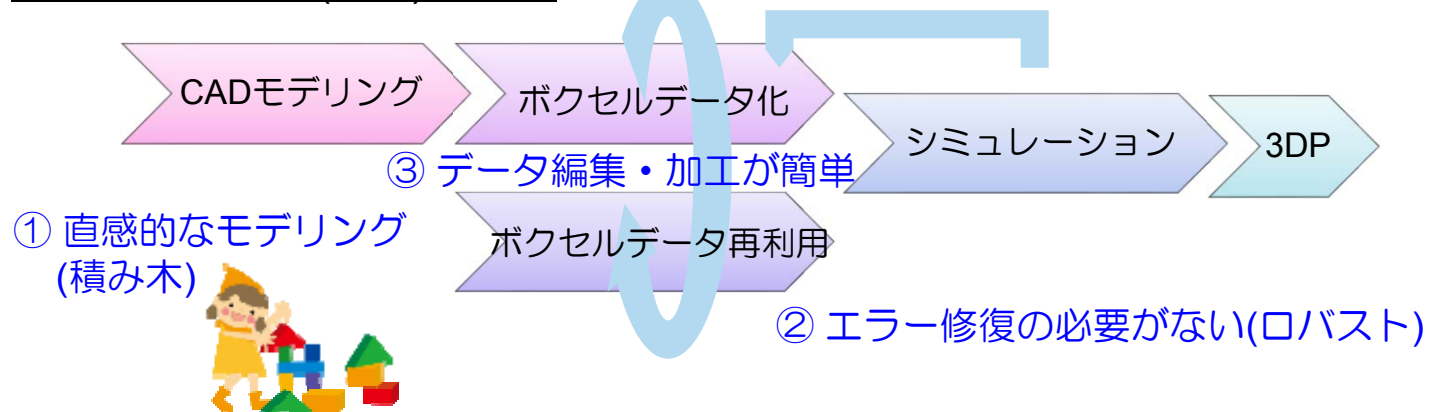 CADモデリング
ボクセルデータ化
シミュレーション
3DP
③ データ編集・加工が簡単
① 直感的なモデリング
(積み木)
ボクセルデータ再利用
② エラー修復の必要がない(ロバスト)